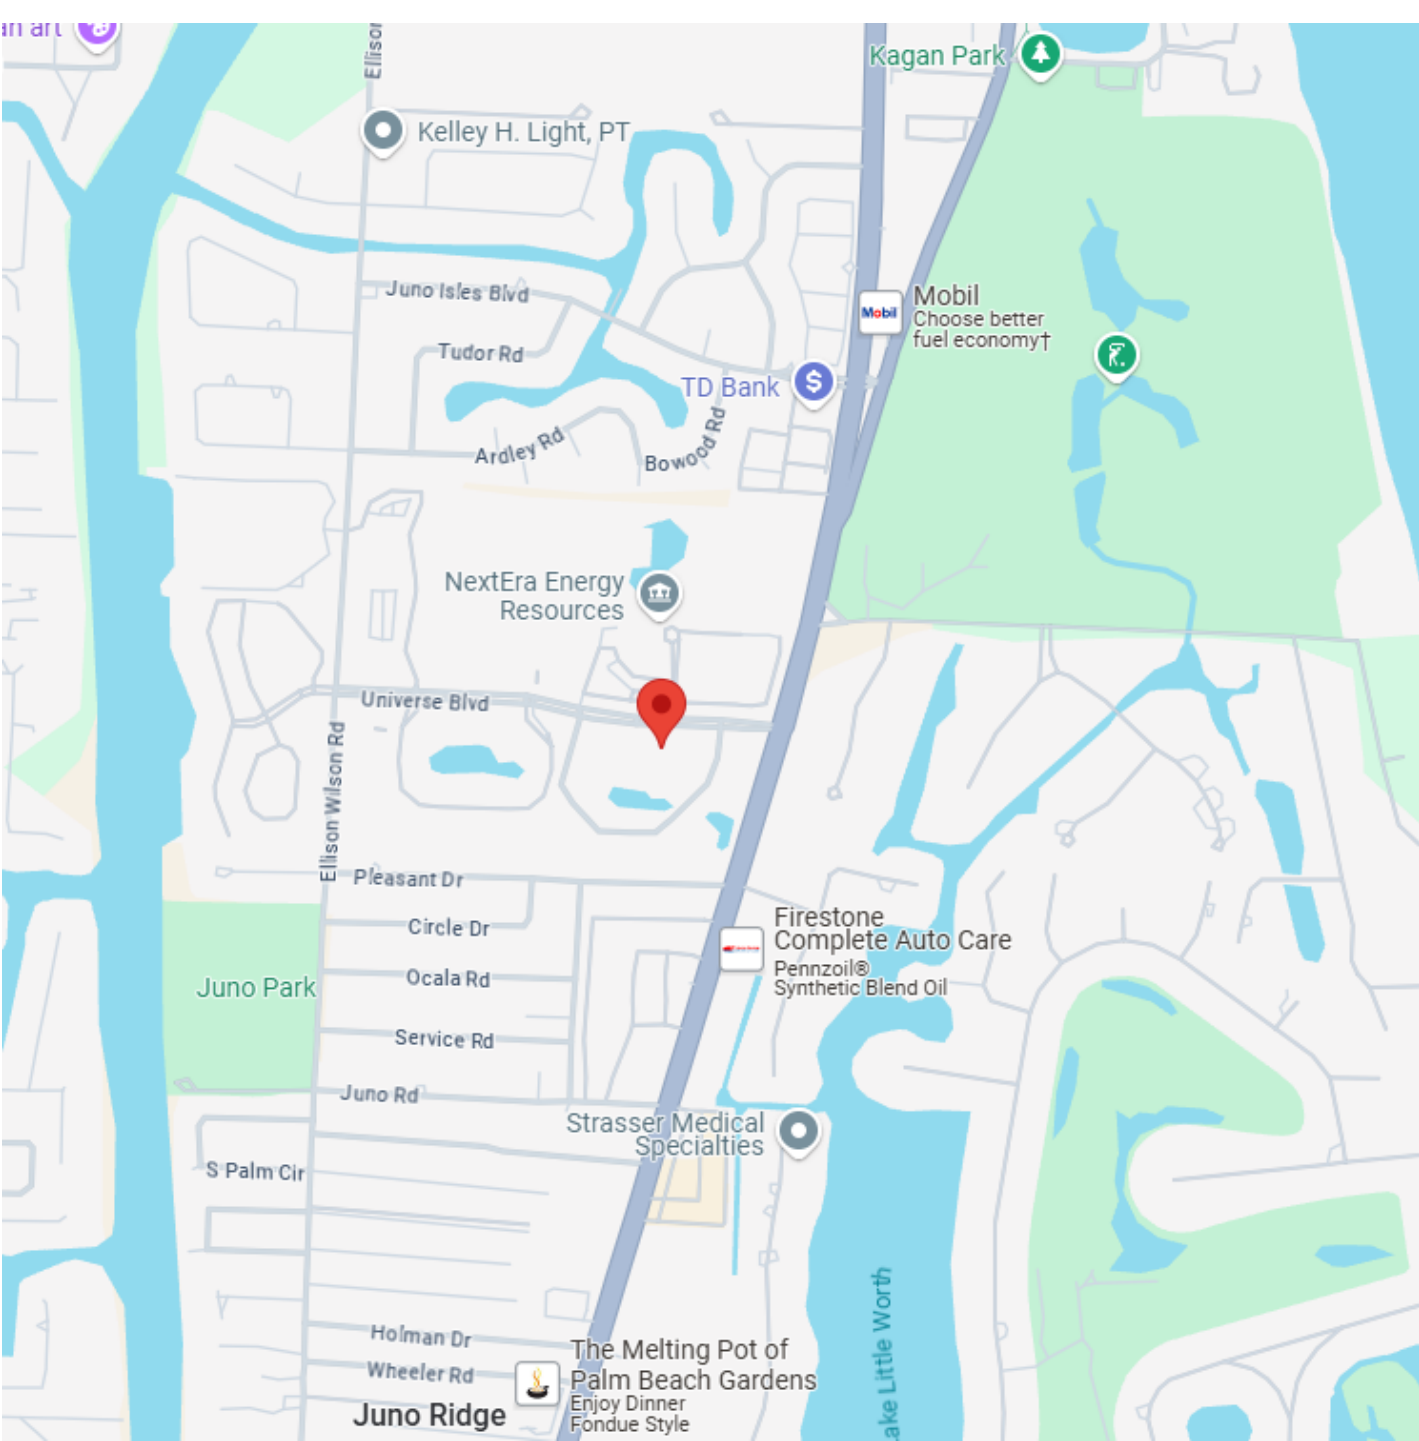 an art
Ellison
Kagan Park
Kelley H. Light, PT
Juno Isles Blvd
Mobil
Mobil
Choose better
fuel economy†
Tudor Rd
TD Bank
$
Ardley Rd
Bowood Rd
NextEra Energy
Resources
Universe Blvd
Ellison Wilson Rd
Pleasant Dr
Firestone
Complete Auto Care
Pennzoil®
Synthetic Blend Oil
Circle Dr
Ocala Rd
Juno Park
Service Rd
Juno Rd
Strasser Medical
Specialties
S Palm Cir
Lake Little Worth
Holman Dr
The Melting Pot of
Palm Beach Gardens
Enjoy Dinner
Fondue Style
Wheeler Rd
Juno Ridge